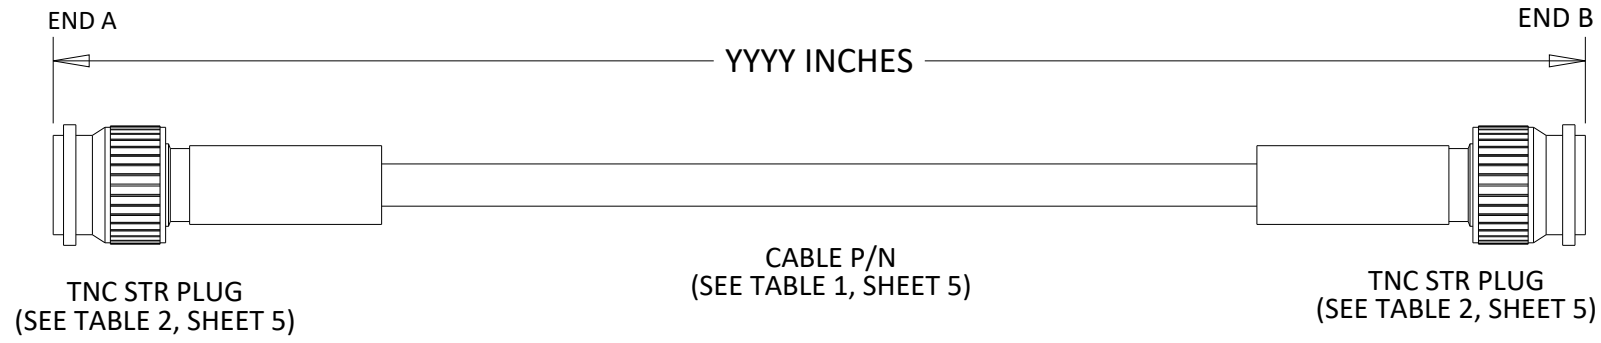 END A
END B
YYYY INCHES
CABLE P/N
(SEE TABLE 1, SHEET 5)
TNC STR PLUG
(SEE TABLE 2, SHEET 5)
TNC STR PLUG
(SEE TABLE 2, SHEET 5)